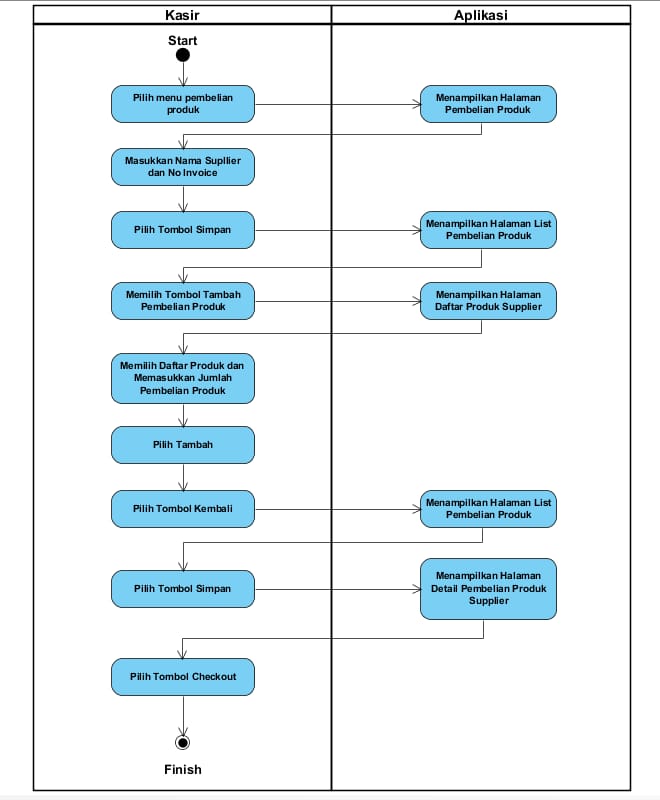 Kasir
Aplikasi
Start
Pilih menu pembelian
produk
Menampilkan Halaman
Pembelian Produk
Masukkan Nama Supllier
dan No Invoice
Pilih Tombol Simpan
Menampilkan Halaman List
Pembelian Produk
Memilih Tombol Tambah
Pembelian Produk
Menampilkan Halaman
Daftar Produk Supplier
Memilih Daftar Produk dan
Memasukkan Jumlah
Pembelian Produk
Pilih Tambah
Pilih Tombol Kembali
Menampilkan Halaman List
Pembelian Produk
Pilih Tombol Simpan
Menampilkan Halaman
Detail Pembelian Produk
Supplier
Pilih Tombol Checkout
Finish